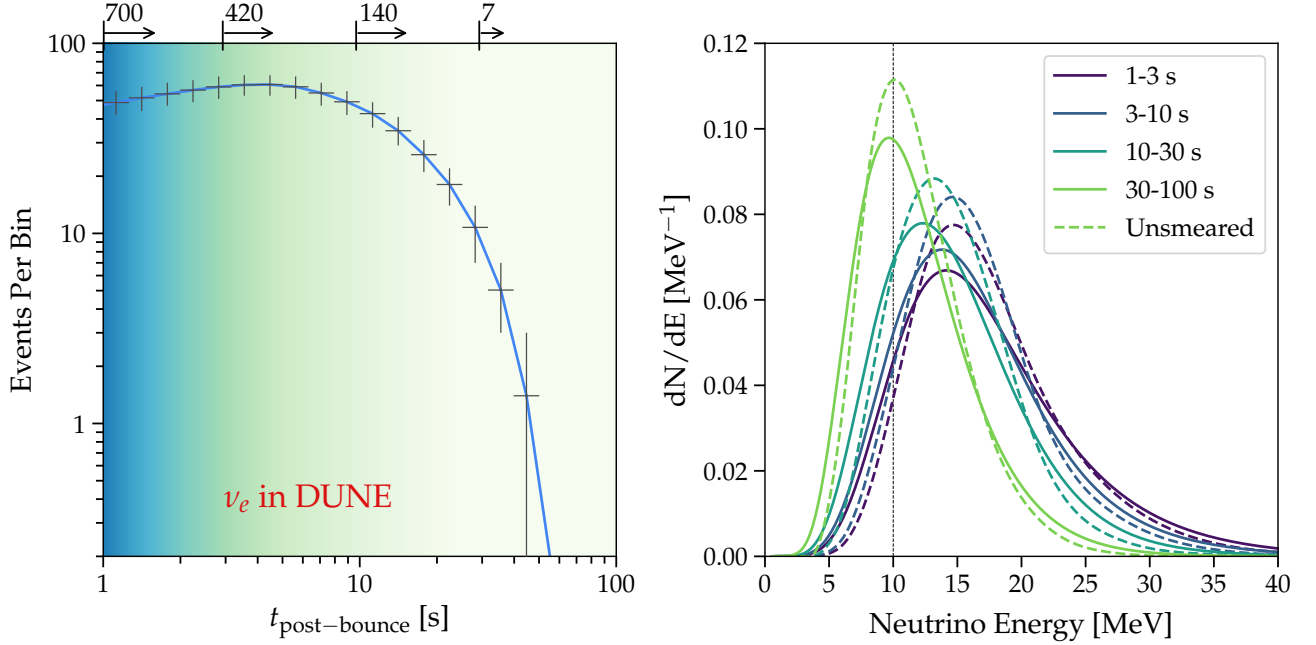 700 420 140 7
100
10
1
Events Per Bin
ν_e in DUNE
1 10 100
t_post−bounce [s]
0.12
0.10
0.08
0.06
0.04
0.02
0.00
dN/dE [MeV⁻¹]
1-3 s
3-10 s
10-30 s
30-100 s
Unsmeared
0 5 10 15 20 25 30 35 40
Neutrino Energy [MeV]